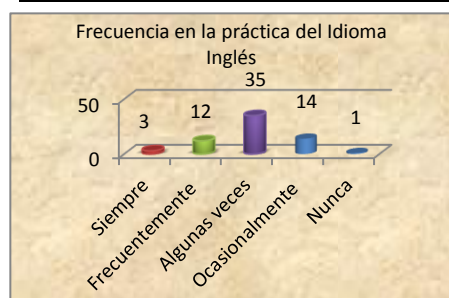 Frecuencia en la práctica del Idioma
Inglés
50
0
3
12
35
14
1
Siempre
Frecuentemente
Algunas veces
Ocasionalmente
Nunca